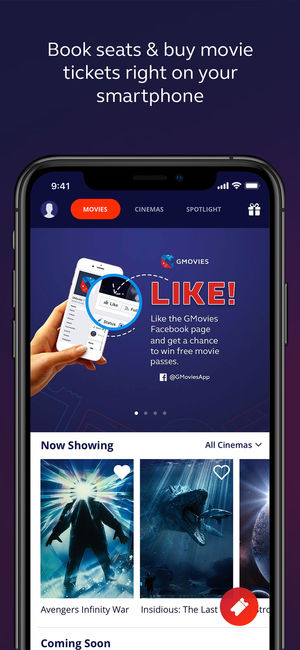 Book seats & buy movie
tickets right on your
smartphone
9:41
MOVIES
CINEMAS
SPOTLIGHT
GMOVIES
LIKE!
Like
Status
Like the GMovies
Facebook page
and get a chance
to win free movie
passes.
@GMoviesApp
Now Showing
All Cinemas
Avengers Infinity War
Insidious: The Last
Coming Soon